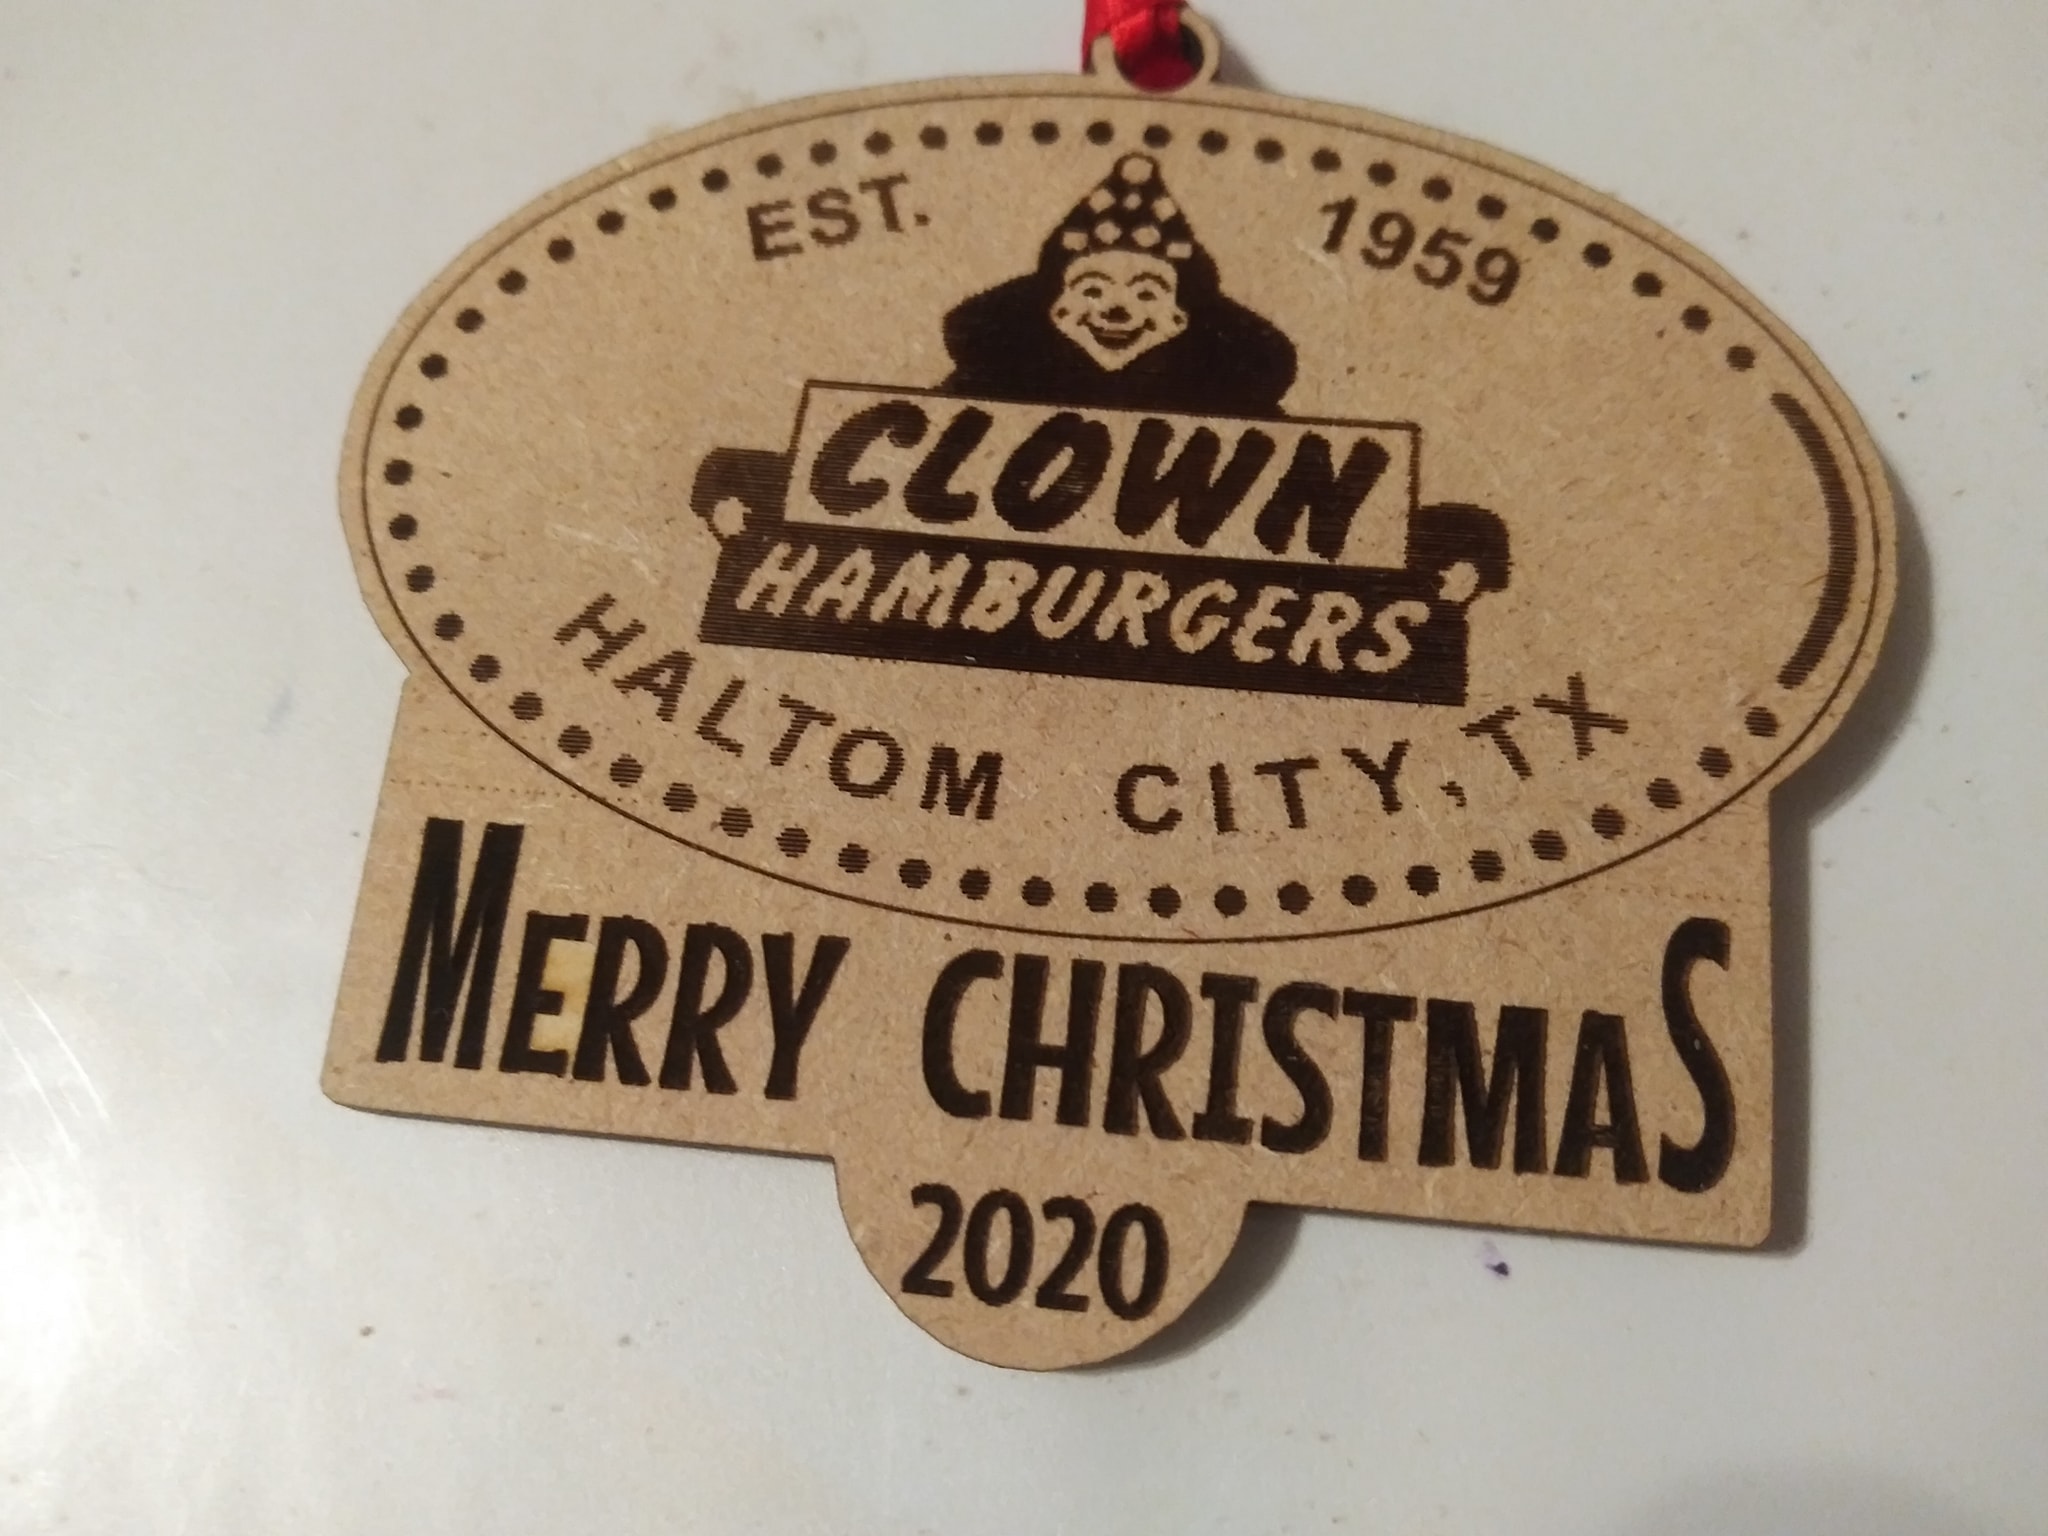 EST. 1959
CLOWN
HAMBURGERS
HALTOM CITY, TX
MERRY CHRISTMAS
2020